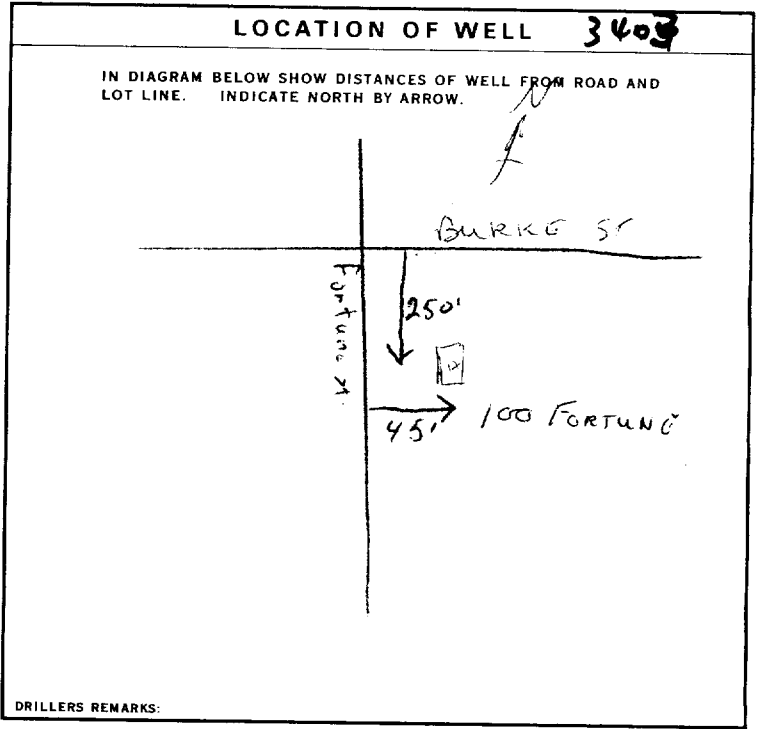 LOCATION OF WELL
IN DIAGRAM BELOW SHOW DISTANCES OF WELL FROM ROAD AND
LOT LINE. INDICATE NORTH BY ARROW.
N
BURKE ST
Fortune St.
250'
45'
100 FORTUNE
DRILLERS REMARKS: